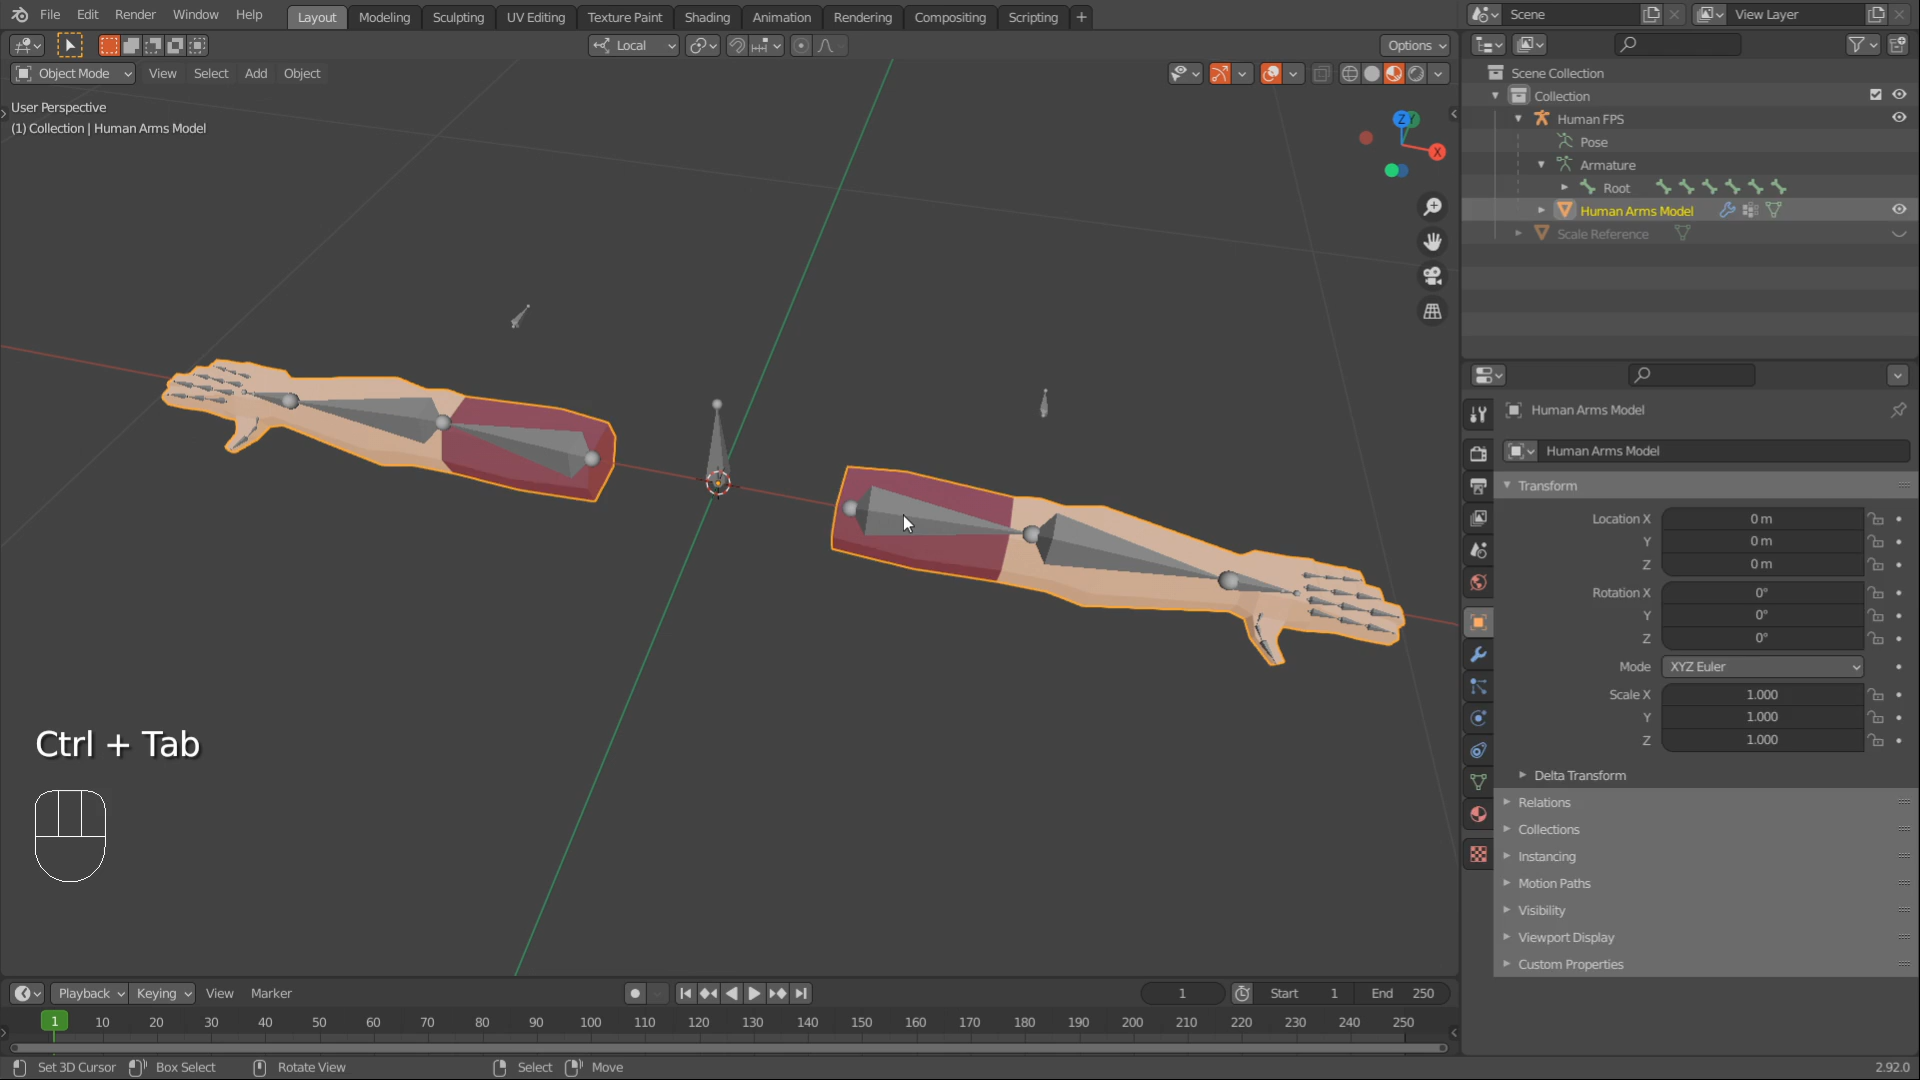 File Edit Render Window Help
Layout Modeling Sculpting UV Editing Texture Paint Shading Animation Rendering Compositing Scripting +
Scene
View Layer
Local
Options
Object Mode View Select Add Object
User Perspective
(1) Collection | Human Arms Model
Z Y
X
Scene Collection
Collection
Human FPS
Pose
Armature
Root
Human Arms Model
Scale Reference
Human Arms Model
Human Arms Model
Transform
Location X 0 m
Y 0 m
Z 0 m
Rotation X 0°
Y 0°
Z 0°
Mode XYZ Euler
Scale X 1.000
Y 1.000
Z 1.000
Delta Transform
Relations
Collections
Instancing
Motion Paths
Visibility
Viewport Display
Custom Properties
Ctrl + Tab
Playback Keying View Marker
1 Start 1 End 250
1 10 20 30 40 50 60 70 80 90 100 110 120 130 140 150 160 170 180 190 200 210 220 230 240 250
Set 3D Cursor Box Select Rotate View Select Move 2.92.0